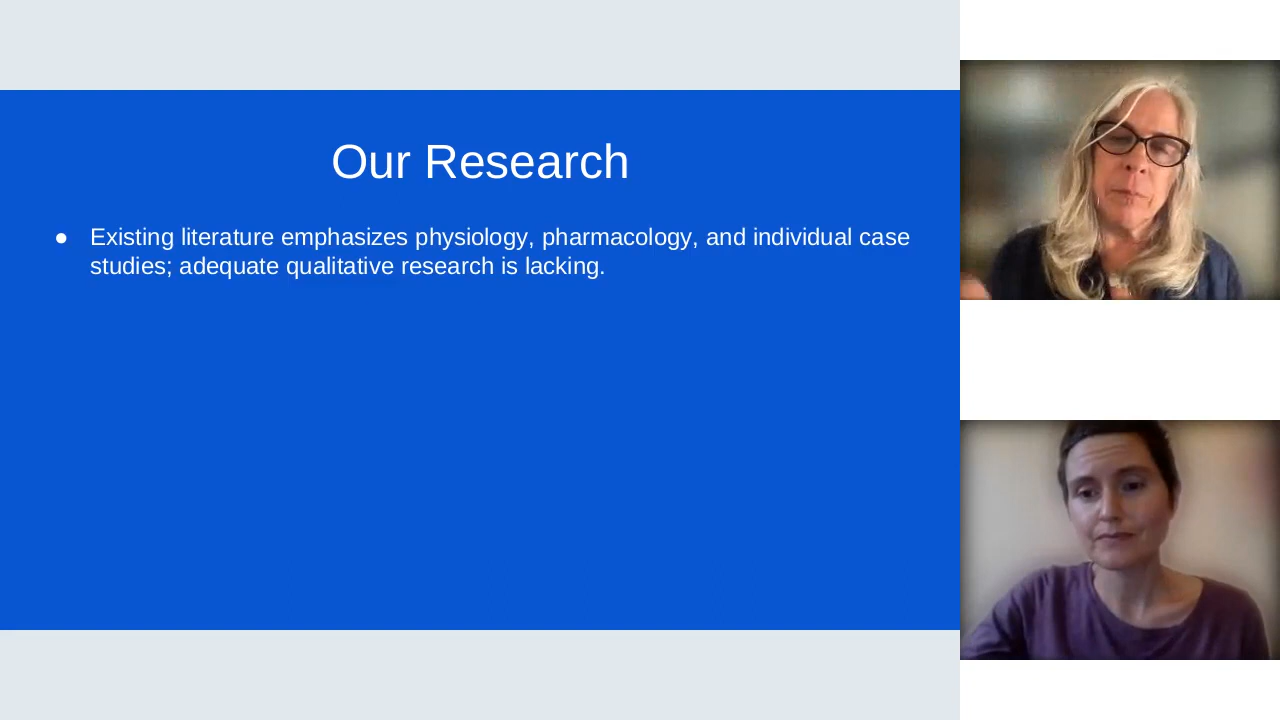 Our Research
● Existing literature emphasizes physiology, pharmacology, and individual case
studies; adequate qualitative research is lacking.